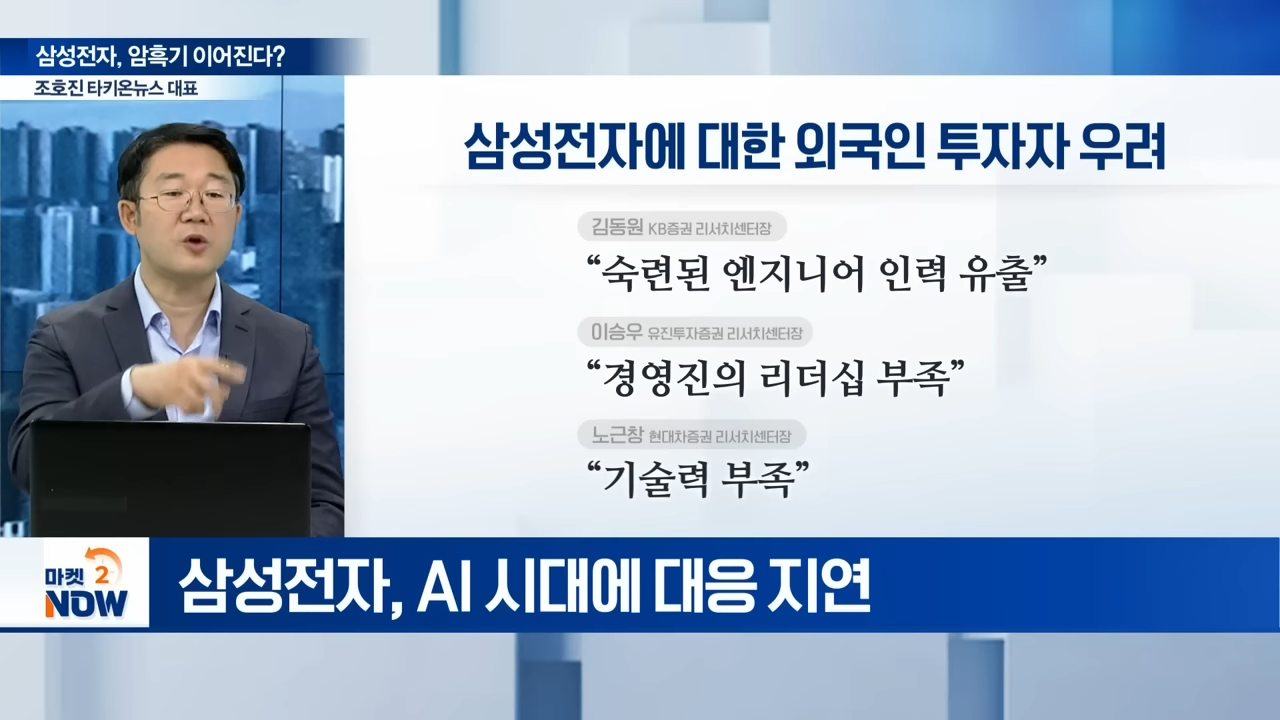 삼성전자, 암흑기 이어진다?
조호진 타키온뉴스 대표
삼성전자에 대한 외국인 투자자 우려
김동원 KB증권 리서치센터장
“숙련된 엔지니어 인력 유출”
이승우 유진투자증권 리서치센터장
“경영진의 리더십 부족”
노근창 현대차증권 리서치센터장
“기술력 부족”
마켓 2
NOW
삼성전자, AI 시대에 대응 지연